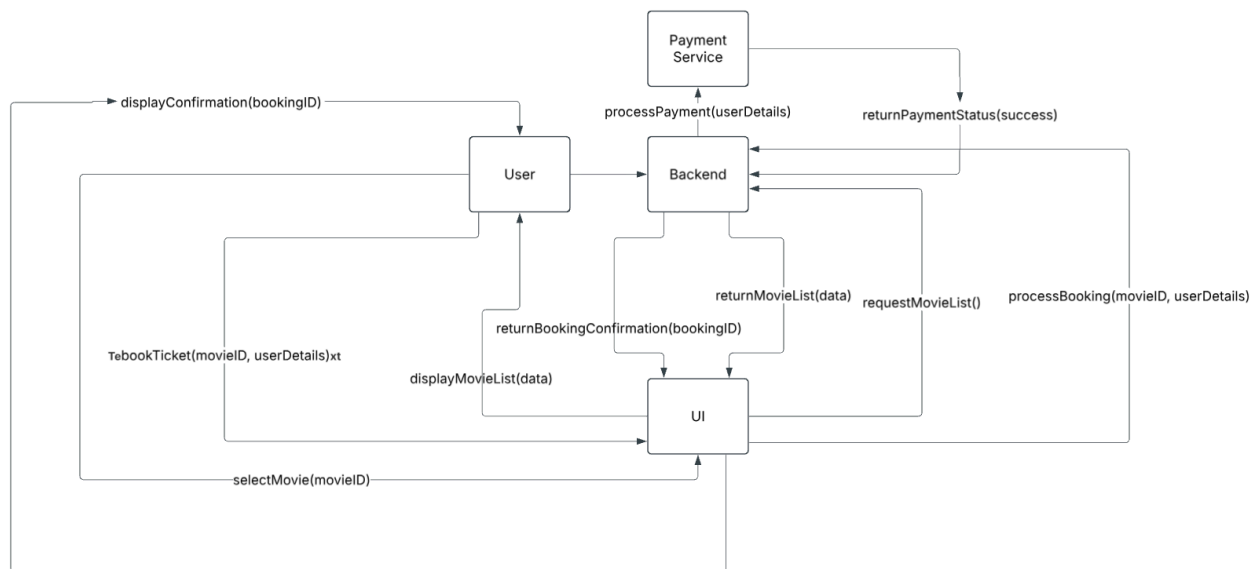 Payment
Service
displayConfirmation(bookingID)
processPayment(userDetails)
returnPaymentStatus(success)
User
Backend
returnMovieList(data)
requestMovieList()
processBooking(movieID, userDetails)
returnBookingConfirmation(bookingID)
TebookTicket(movieID, userDetails)xt
displayMovieList(data)
UI
selectMovie(movieID)